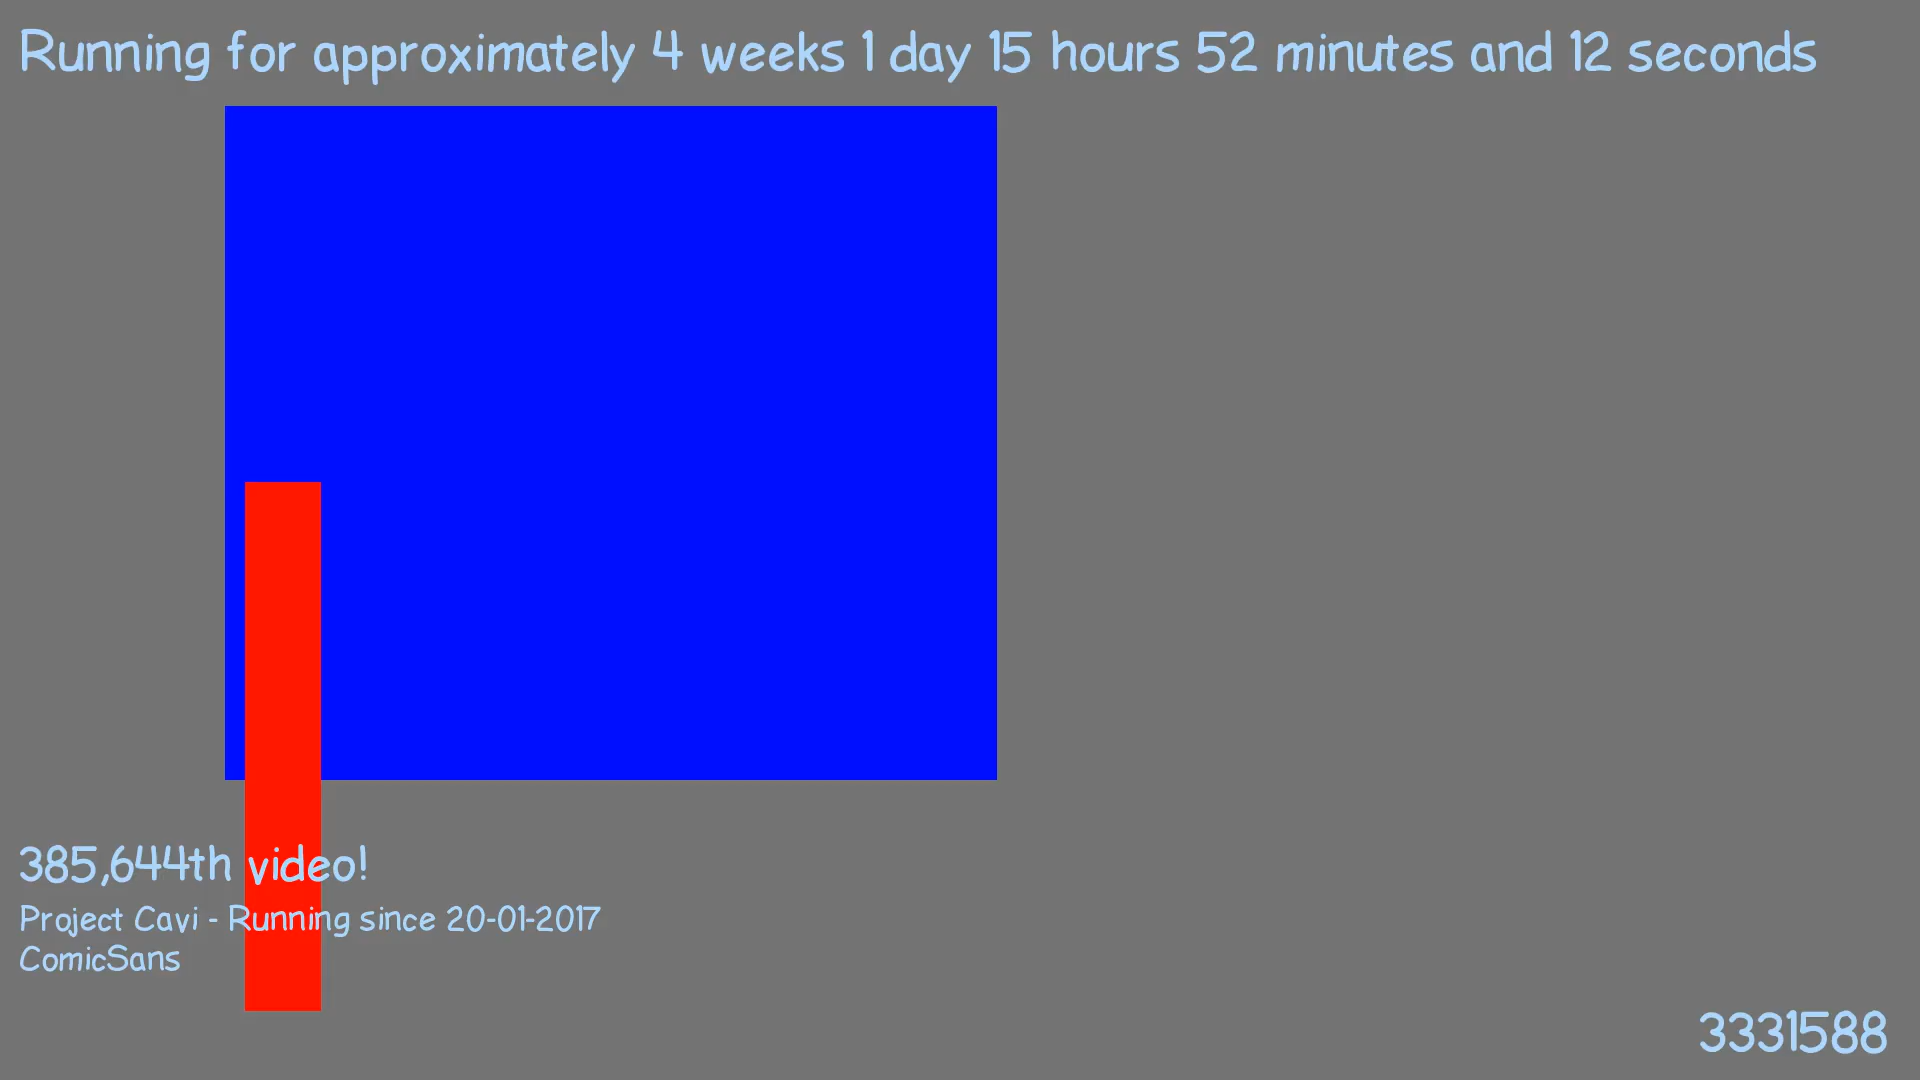 Running for approximately 4 weeks 1 day 15 hours 52 minutes and 12 seconds
385,644th video!
Project Cavi - Running since 20-01-2017
ComicSans
3331588